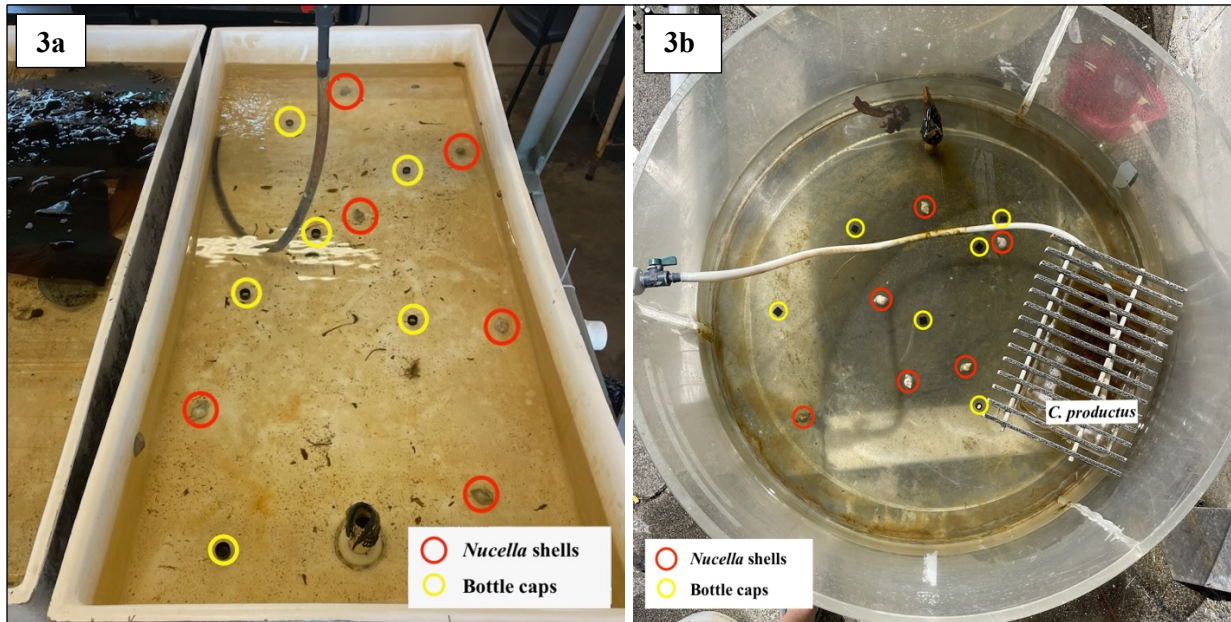 3a
Nucella shells
Bottle caps
3b
C. productus
Nucella shells
Bottle caps